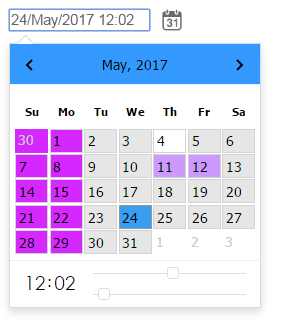 24/May/2017 12:02
31
May, 2017
Su Mo Tu We Th Fr Sa
30 1 2 3 4 5 6
7 8 9 10 11 12 13
14 15 16 17 18 19 20
21 22 23 24 25 26 27
28 29 30 31 1 2 3
12:02